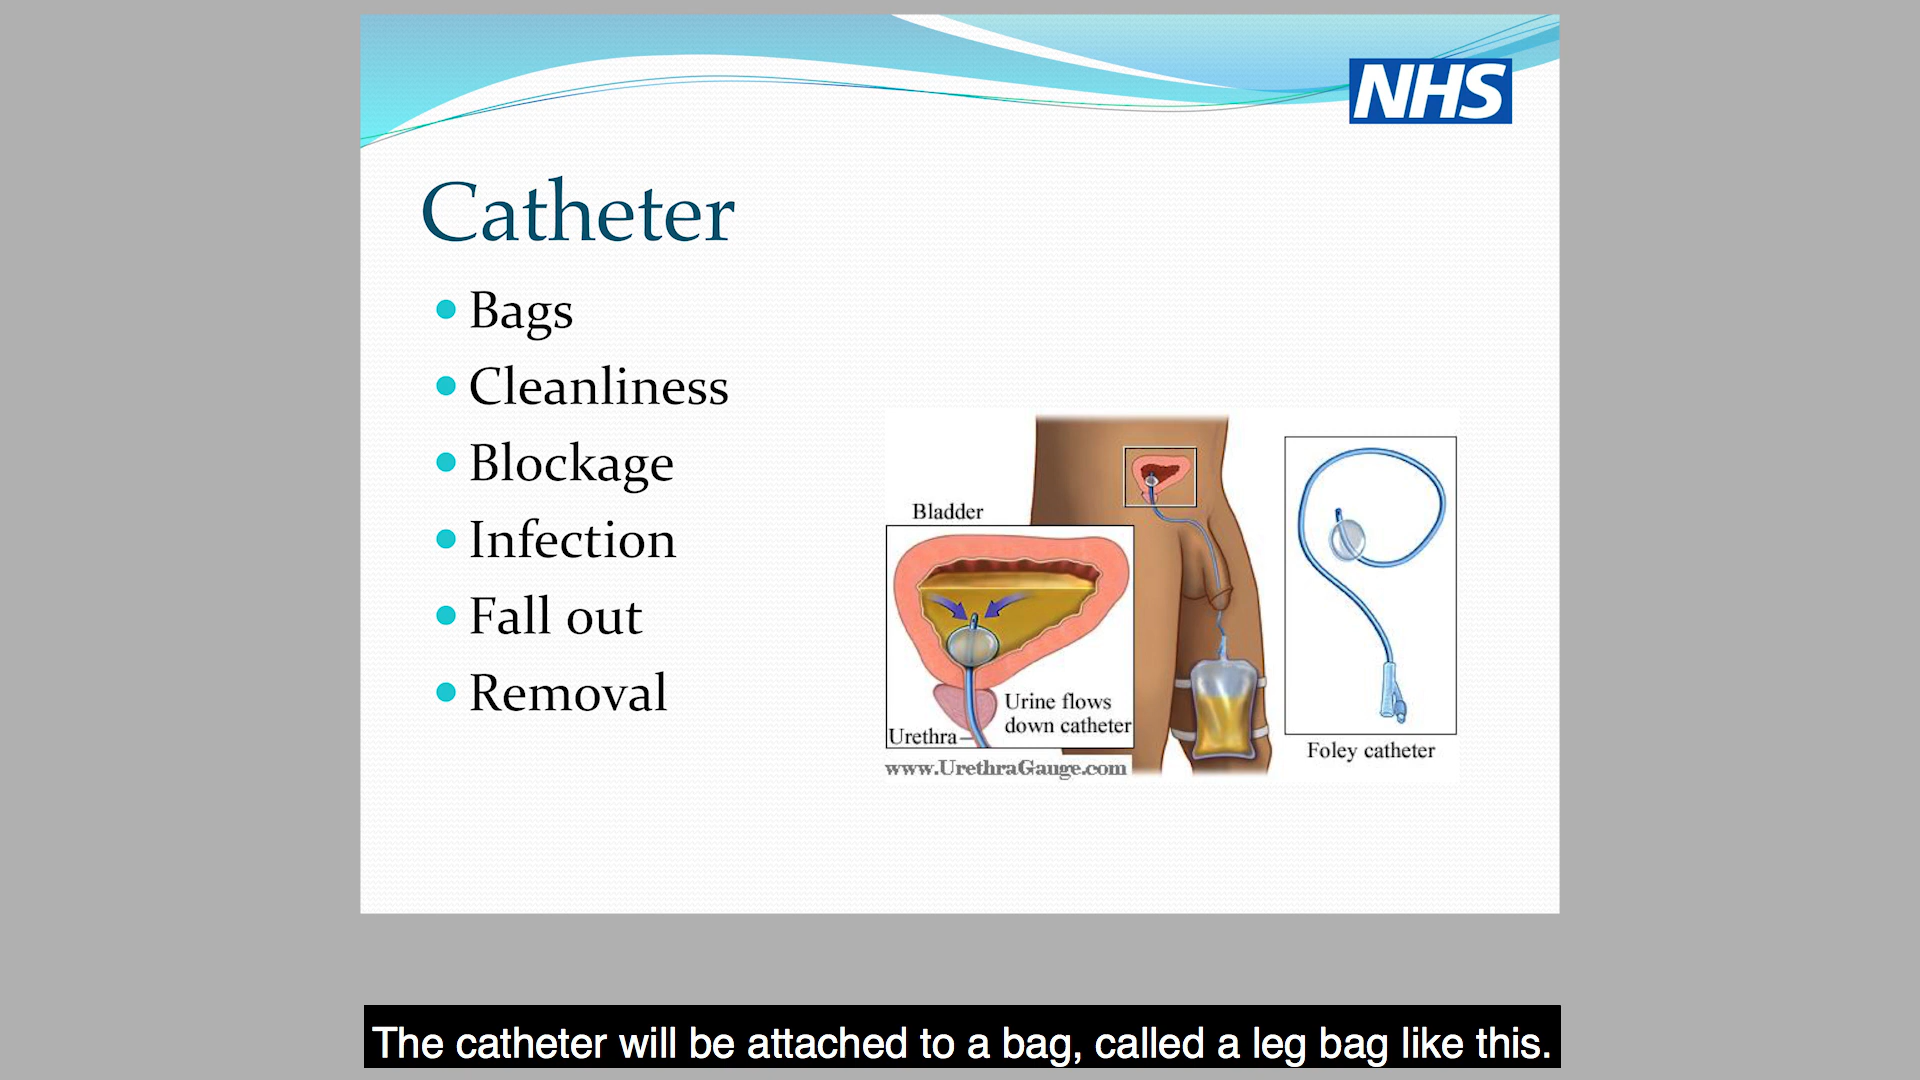 NHS
Catheter
Bags
Cleanliness
Blockage
Infection
Fall out
Removal
Bladder
Urine flows
down catheter
Urethra
www.UrethraGauge.com
Foley catheter
The catheter will be attached to a bag, called a leg bag like this.